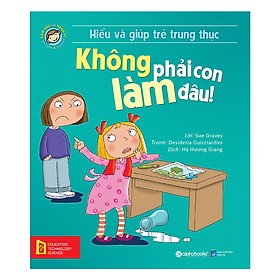 Hiểu và giúp trẻ trung thực
Không
phải con
làm đâu!
Lời: Sue Graves
Tranh: Desideria Guicciardini
Dịch: Hà Hương Giang
EDUCATION
TECHNOLOGY
SCIENCE
alphabooks